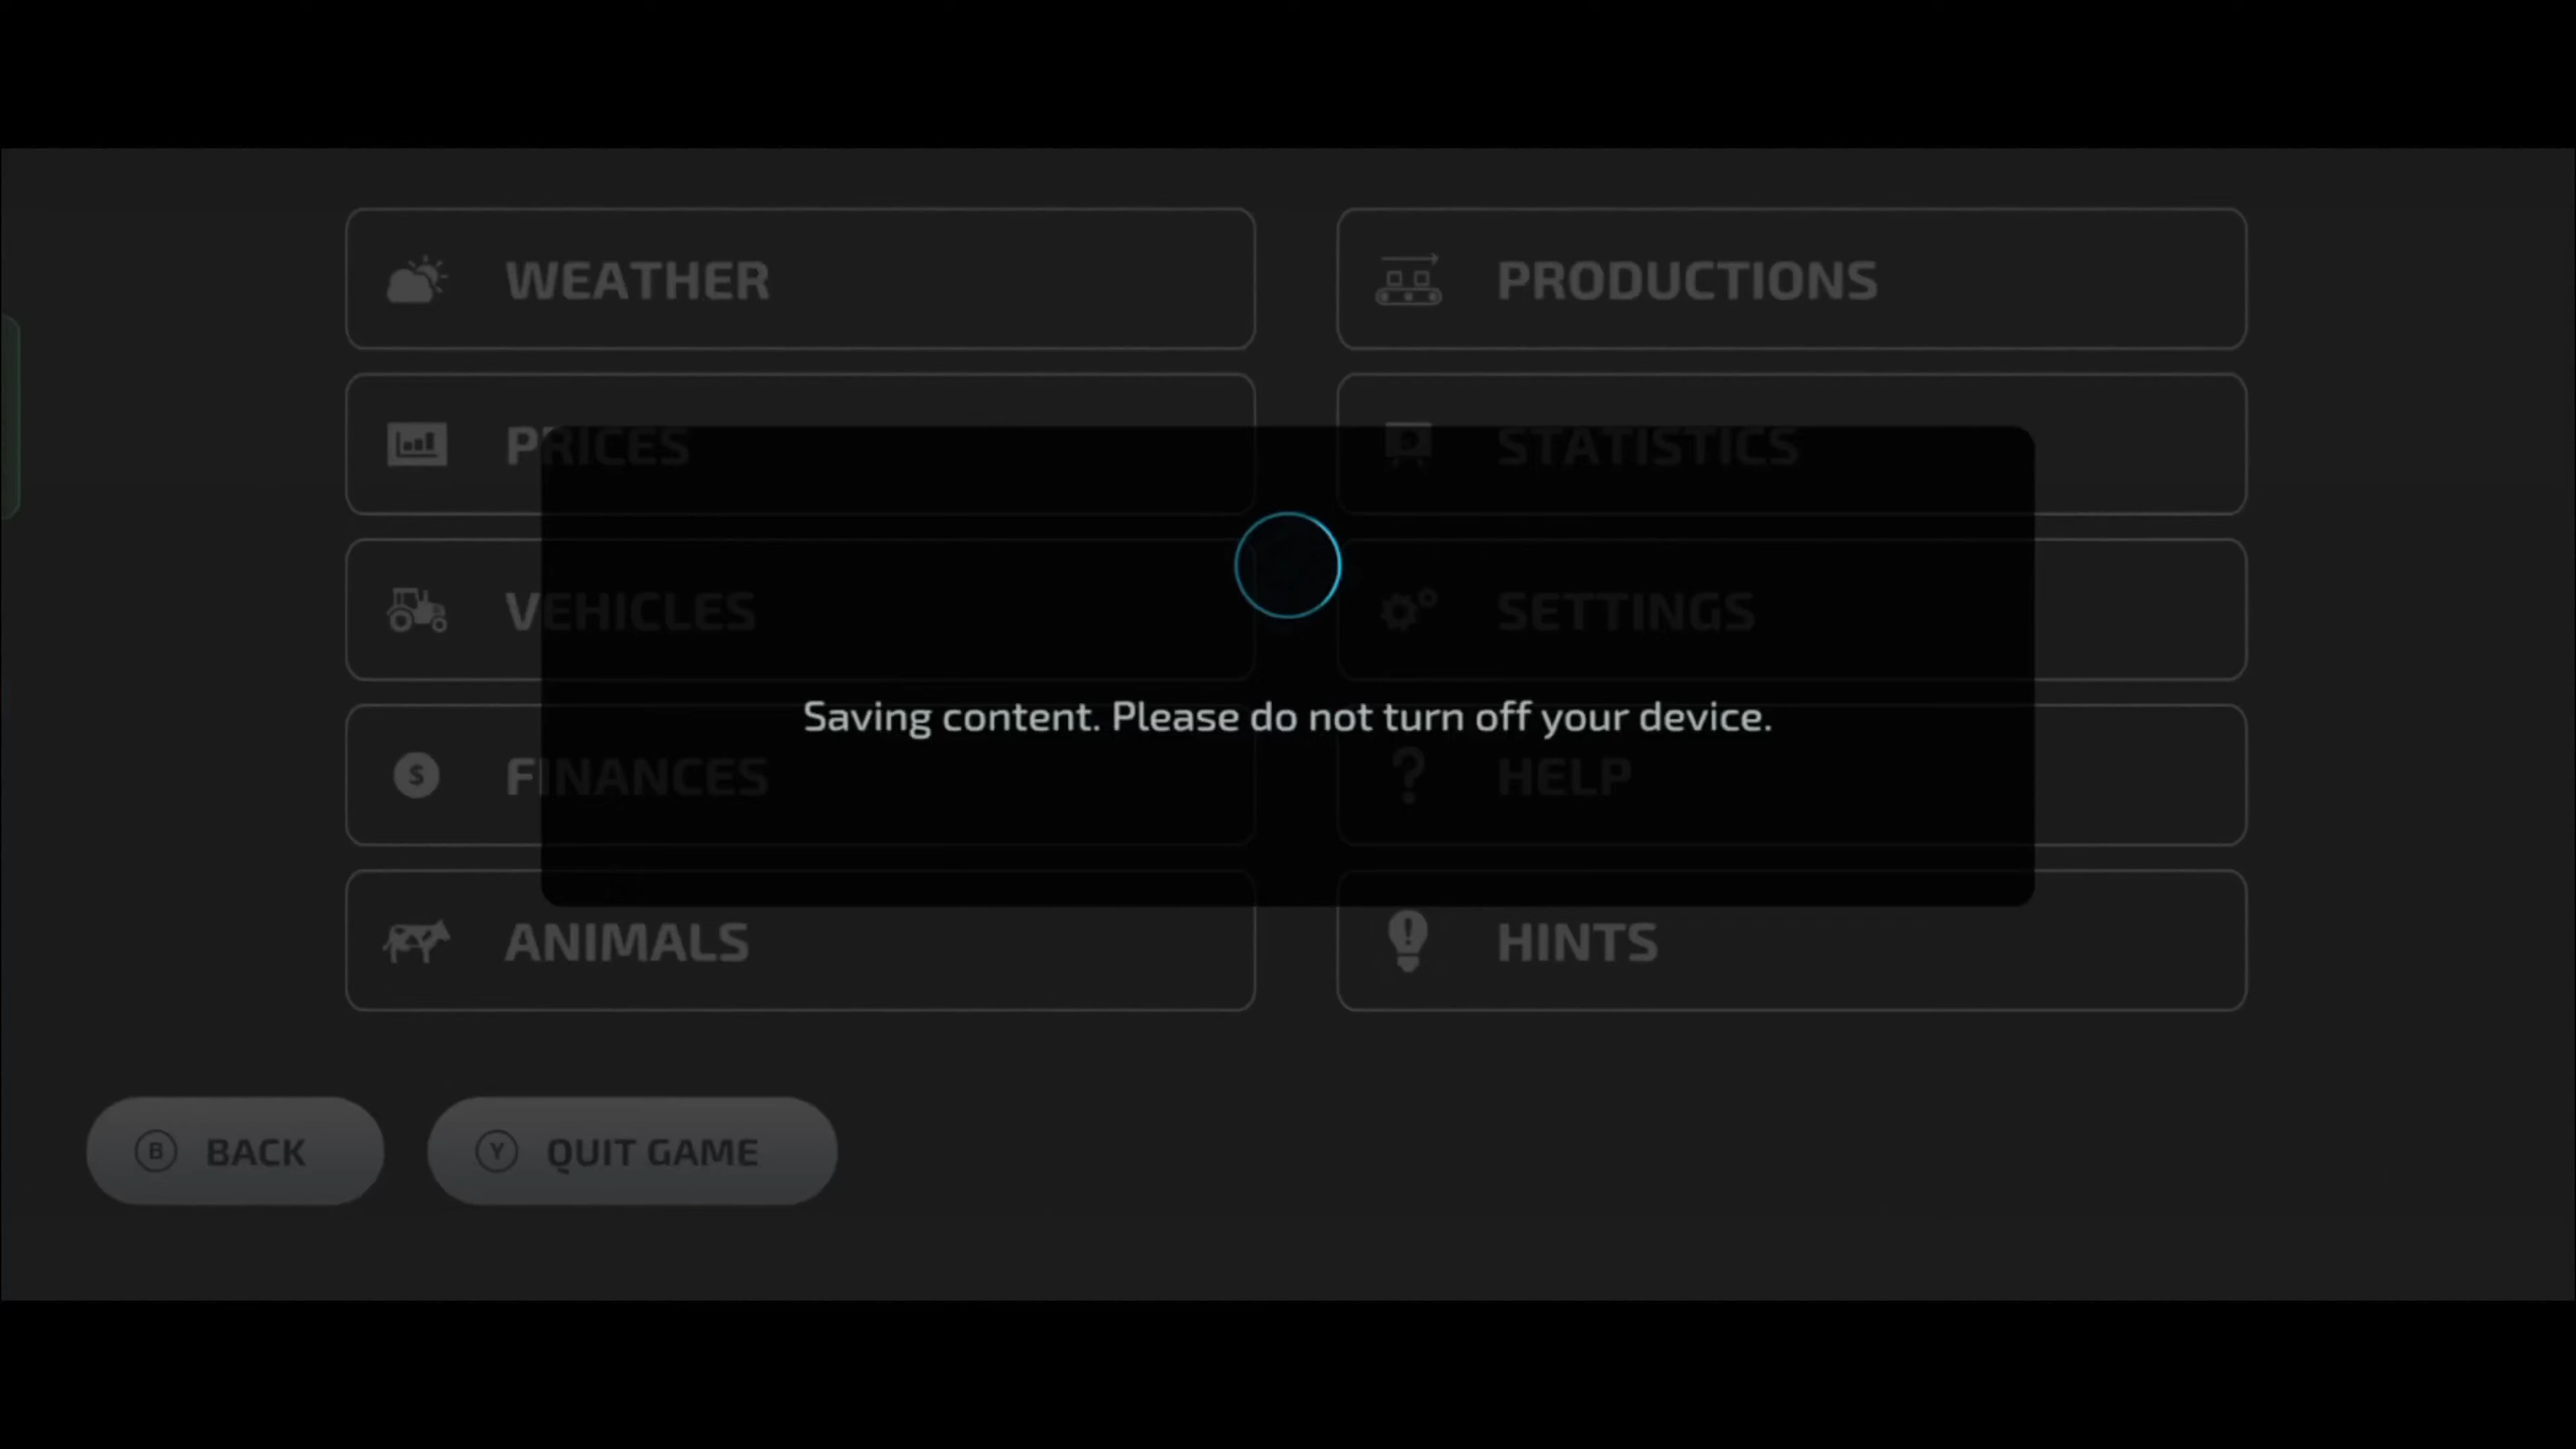 WEATHER
PRODUCTIONS
PRICES
STATISTICS
VEHICLES
SETTINGS
Saving content. Please do not turn off your device.
$ FINANCES
? HELP
ANIMALS
HINTS
B BACK
Y QUIT GAME